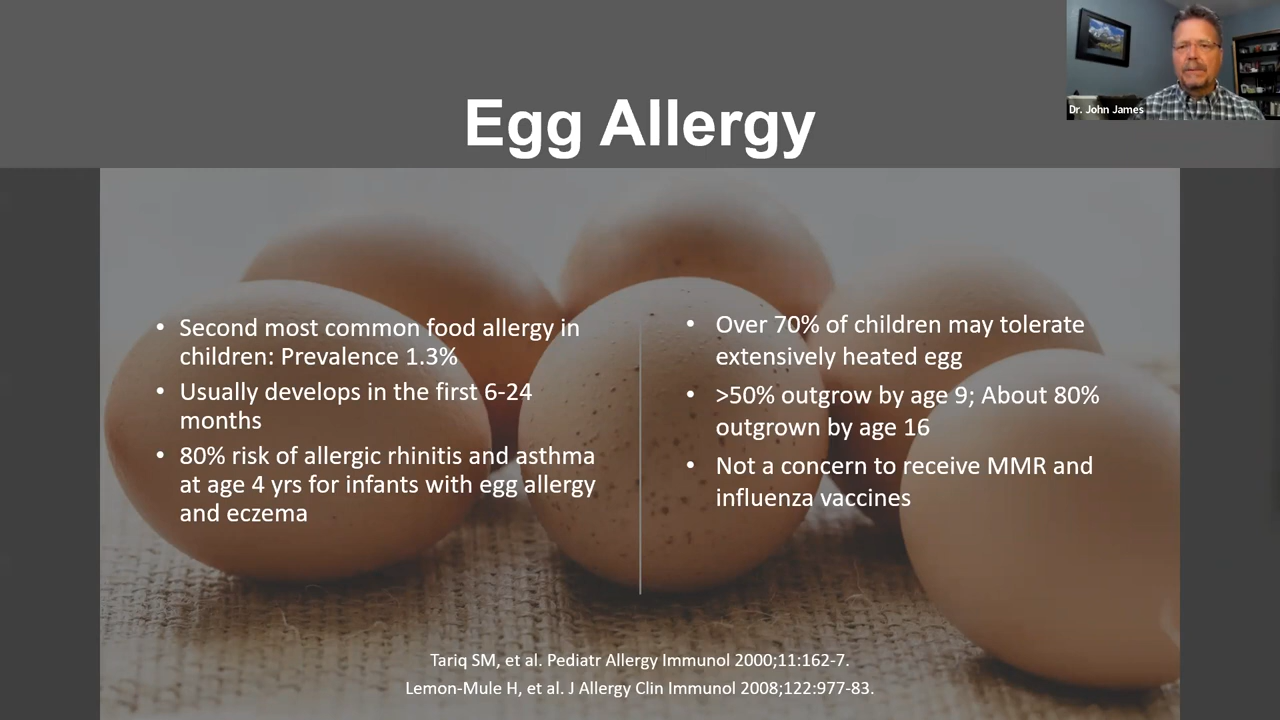 Dr. John James
Egg Allergy
• Second most common food allergy in
children: Prevalence 1.3%
• Usually develops in the first 6-24
months
• 80% risk of allergic rhinitis and asthma
at age 4 yrs for infants with egg allergy
and eczema
• Over 70% of children may tolerate
extensively heated egg
• >50% outgrow by age 9; About 80%
outgrown by age 16
• Not a concern to receive MMR and
influenza vaccines
Tariq SM, et al. Pediatr Allergy Immunol 2000;11:162-7.
Lemon-Mule H, et al. J Allergy Clin Immunol 2008;122:977-83.